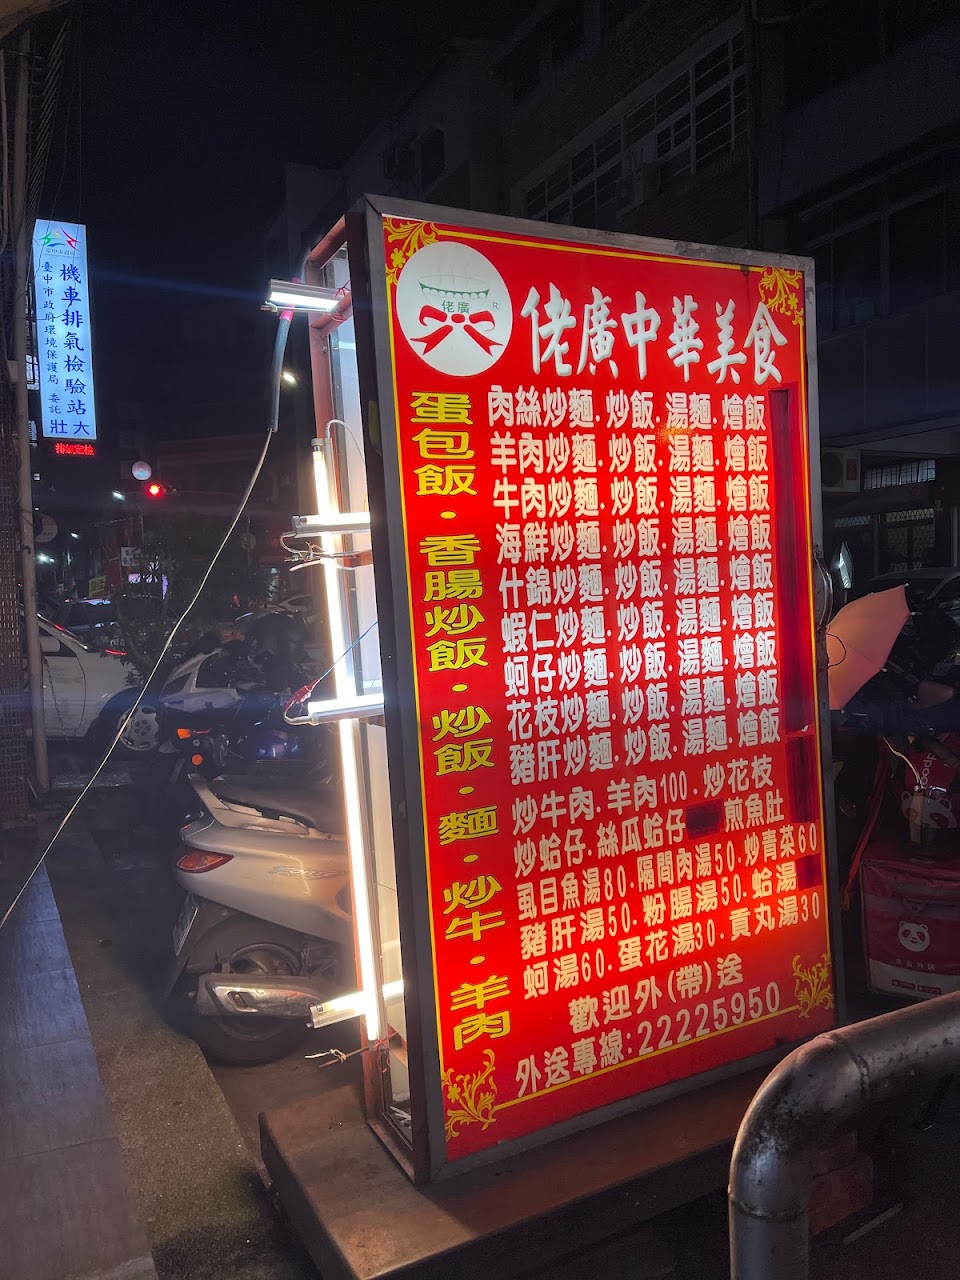 臺中市政府
機車排氣檢驗站
臺中市政府環境保護局 委託
大壯
排氣定檢
佬廣
R
佬廣中華美食
蛋包飯·香腸炒飯·炒飯·麵·炒牛·羊肉
肉絲炒麵.炒飯.湯麵.燴飯
羊肉炒麵.炒飯.湯麵.燴飯
牛肉炒麵.炒飯.湯麵.燴飯
海鮮炒麵.炒飯.湯麵.燴飯
什錦炒麵.炒飯.湯麵.燴飯
蝦仁炒麵.炒飯.湯麵.燴飯
蚵仔炒麵.炒飯.湯麵.燴飯
花枝炒麵.炒飯.湯麵.燴飯
豬肝炒麵.炒飯.湯麵.燴飯
炒牛肉.羊肉100.炒花枝
炒蛤仔.絲瓜蛤仔 煎魚肚
虱目魚湯80.隔間肉湯50.炒青菜60
豬肝湯50.粉腸湯50.蛤湯
蚵湯60.蛋花湯30.貢丸湯30
歡迎外(帶)送
外送專線:22225950